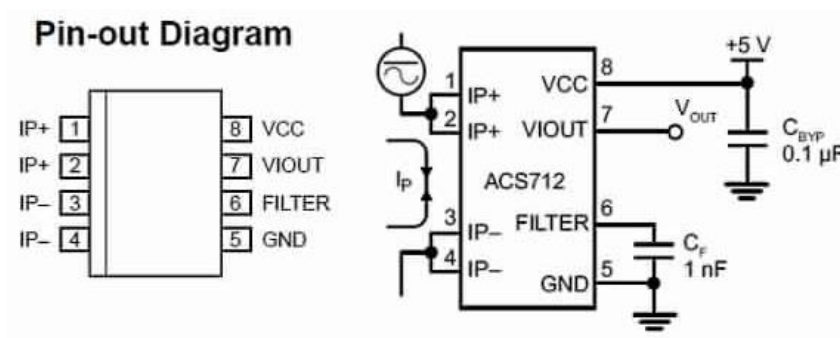 Pin-out Diagram
IP+ 1
IP+ 2
IP– 3
IP– 4
8 VCC
7 VIOUT
6 FILTER
5 GND
1 IP+
2 IP+
IP
3 IP–
4 IP–
ACS712
VCC 8
VIOUT 7
FILTER 6
GND 5
+5 V
VOUT
CBYP
0.1 µF
CF
1 nF